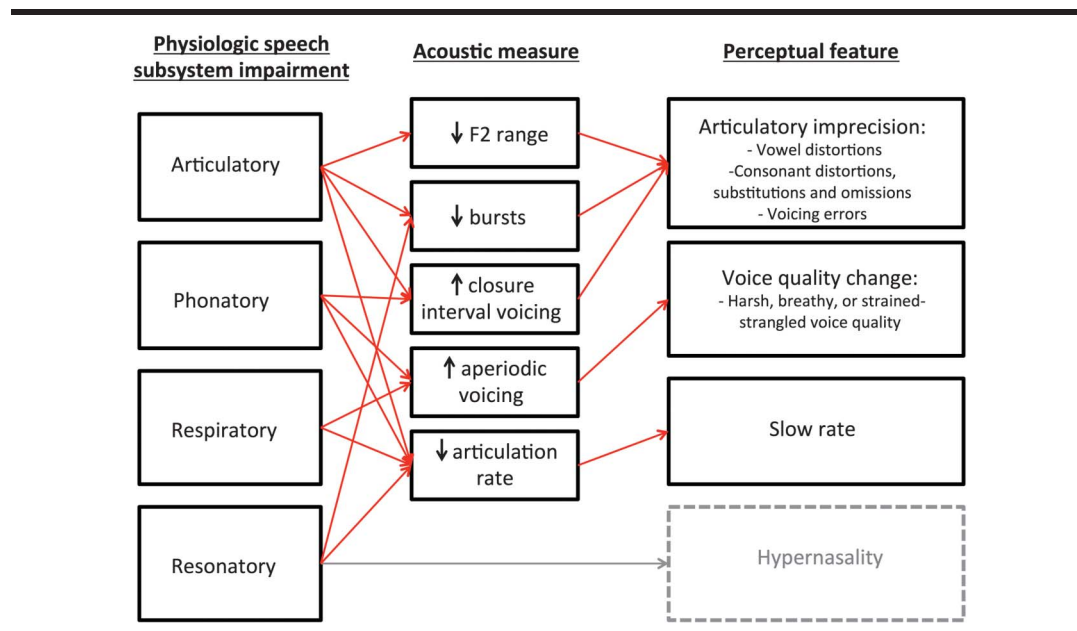 Physiologic speech
subsystem impairment
Acoustic measure
Perceptual feature
Articulatory
Phonatory
Respiratory
Resonatory
↓ F2 range
↓ bursts
↑ closure
interval voicing
↑ aperiodic
voicing
↓ articulation
rate
Articulatory imprecision:
- Vowel distortions
-Consonant distortions,
substitutions and omissions
- Voicing errors
Voice quality change:
- Harsh, breathy, or strained-
strangled voice quality
Slow rate
Hypernasality